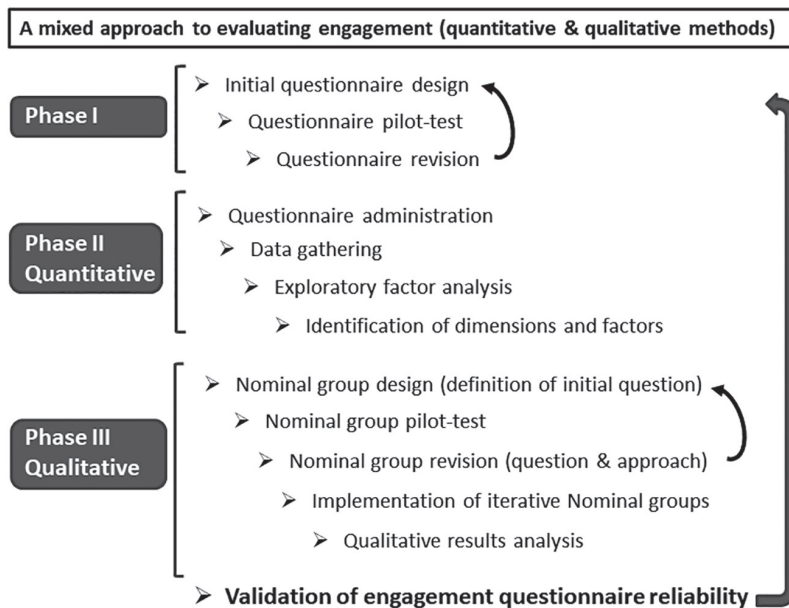 A mixed approach to evaluating engagement (quantitative & qualitative methods)
Phase I
➢ Initial questionnaire design
➢ Questionnaire pilot-test
➢ Questionnaire revision
Phase II
Quantitative
➢ Questionnaire administration
➢ Data gathering
➢ Exploratory factor analysis
➢ Identification of dimensions and factors
Phase III
Qualitative
➢ Nominal group design (definition of initial question)
➢ Nominal group pilot-test
➢ Nominal group revision (question & approach)
➢ Implementation of iterative Nominal groups
➢ Qualitative results analysis
➢ Validation of engagement questionnaire reliability